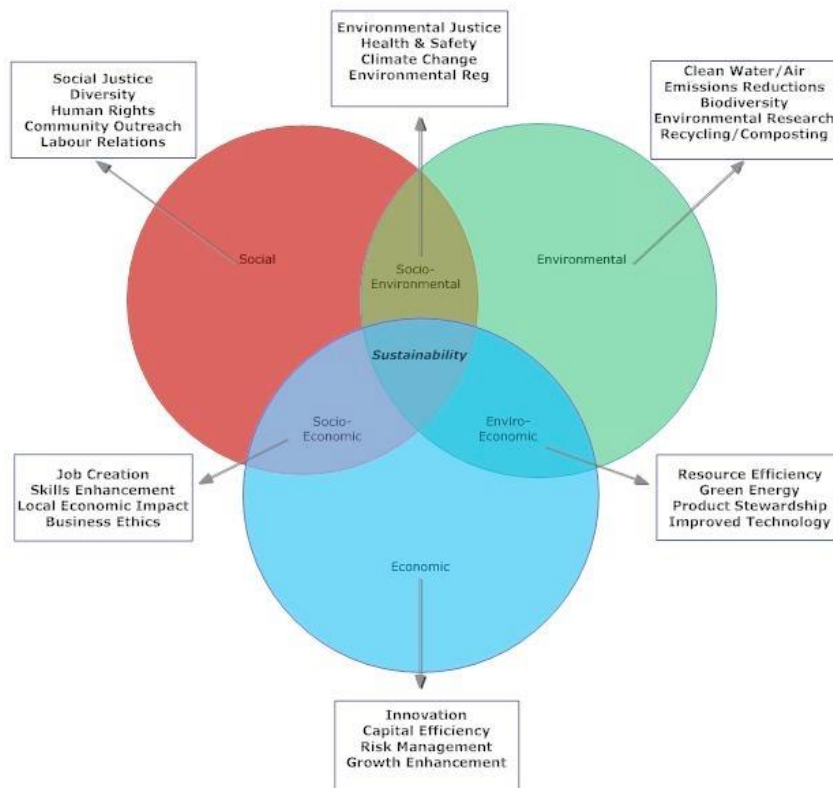 Environmental Justice
Health & Safety
Climate Change
Environmental Reg
Social Justice
Diversity
Human Rights
Community Outreach
Labour Relations
Clean Water/Air
Emissions Reductions
Biodiversity
Environmental Research
Recycling/Composting
Social
Socio-
Environmental
Environmental
Sustainability
Socio-
Economic
Enviro-
Economic
Job Creation
Skills Enhancement
Local Economic Impact
Business Ethics
Resource Efficiency
Green Energy
Product Stewardship
Improved Technology
Economic
Innovation
Capital Efficiency
Risk Management
Growth Enhancement